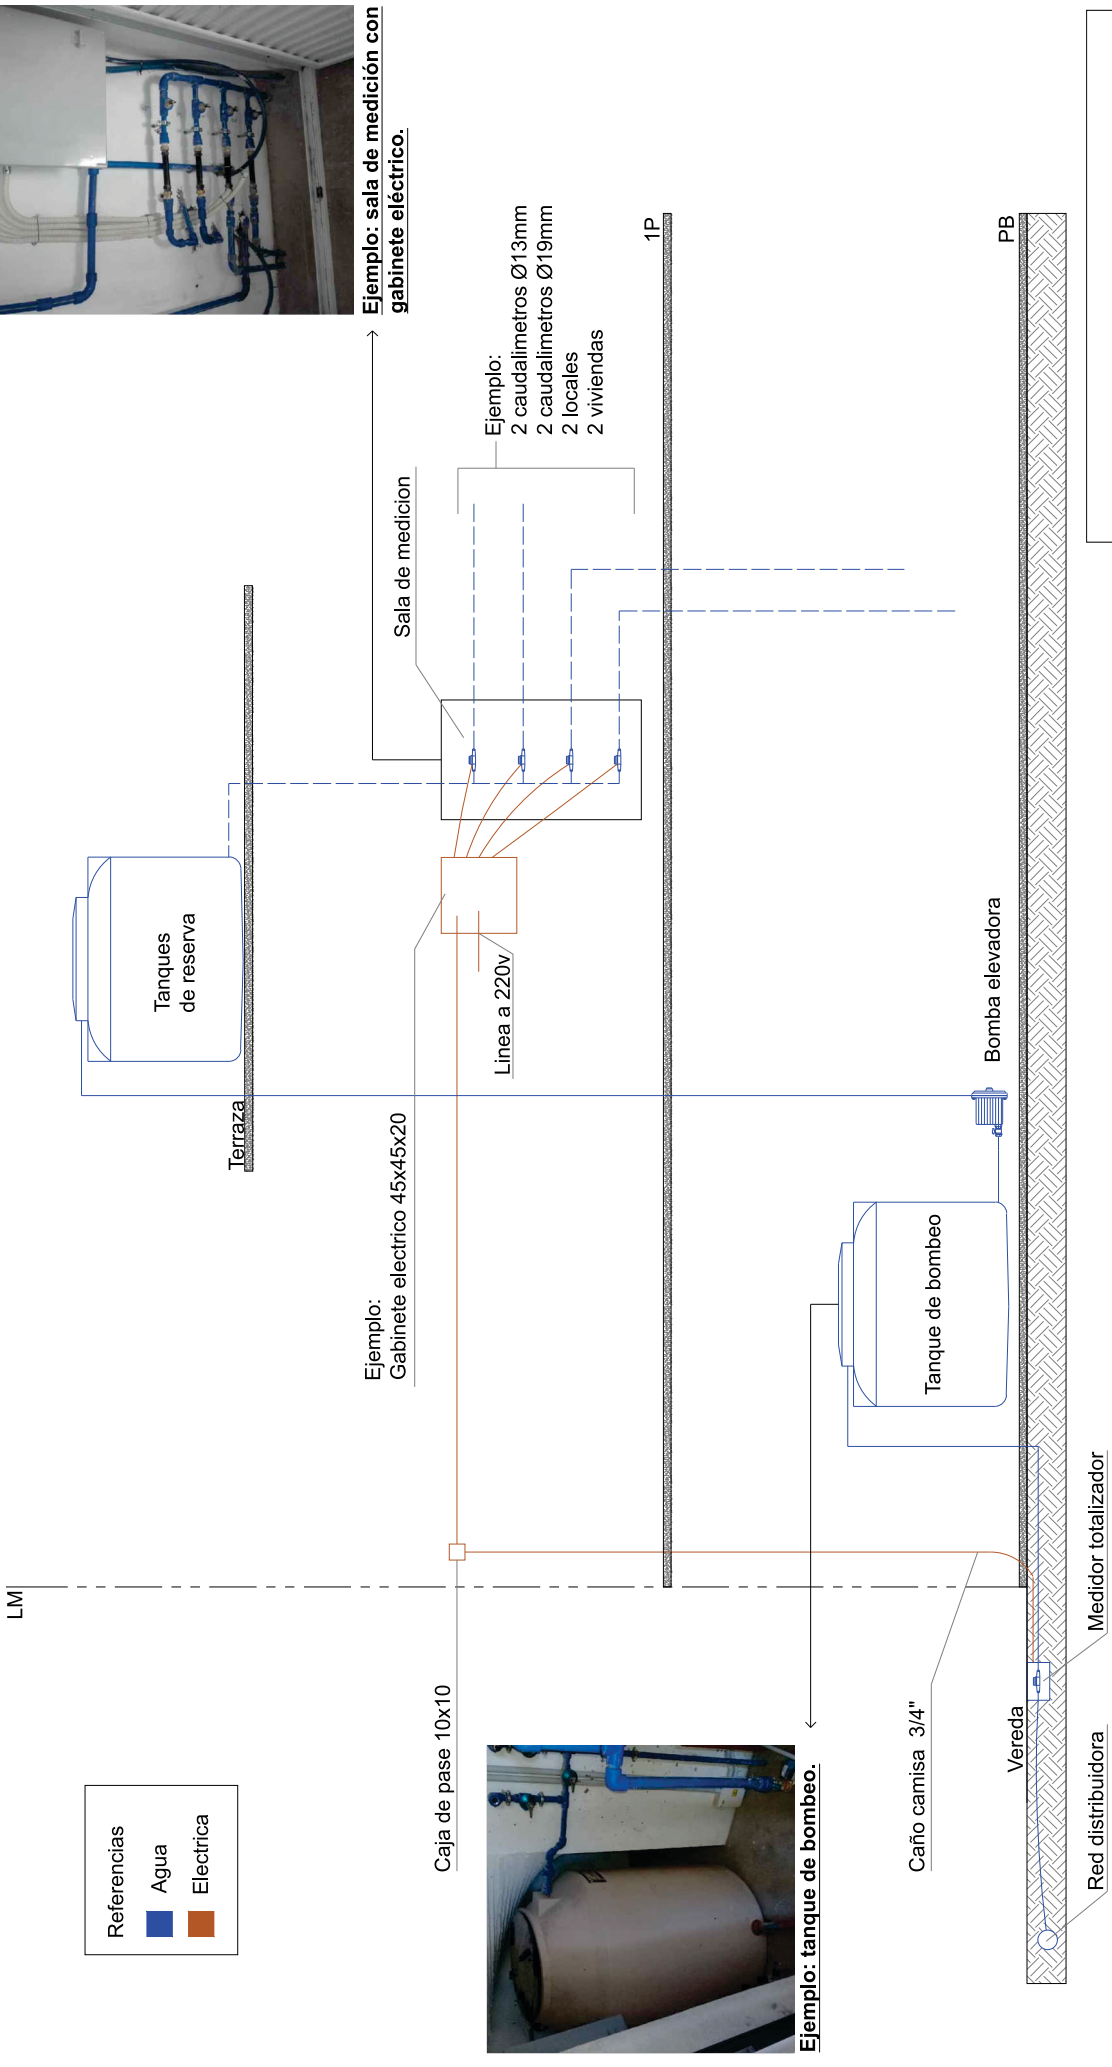 LM
Referencias
Agua
Electrica
Terraza
Tanques
de reserva
Ejemplo: sala de medición con
gabinete eléctrico.
Ejemplo:
Gabinete electrico 45x45x20
Sala de medicion
Caja de pase 10x10
Linea a 220v
Ejemplo:
2 caudalimetros Ø13mm
2 caudalimetros Ø19mm
2 locales
2 viviendas
1P
Ejemplo: tanque de bombeo.
Caño camisa 3/4"
Tanque de bombeo
Bomba elevadora
PB
Vereda
Red distribuidora
Medidor totalizador